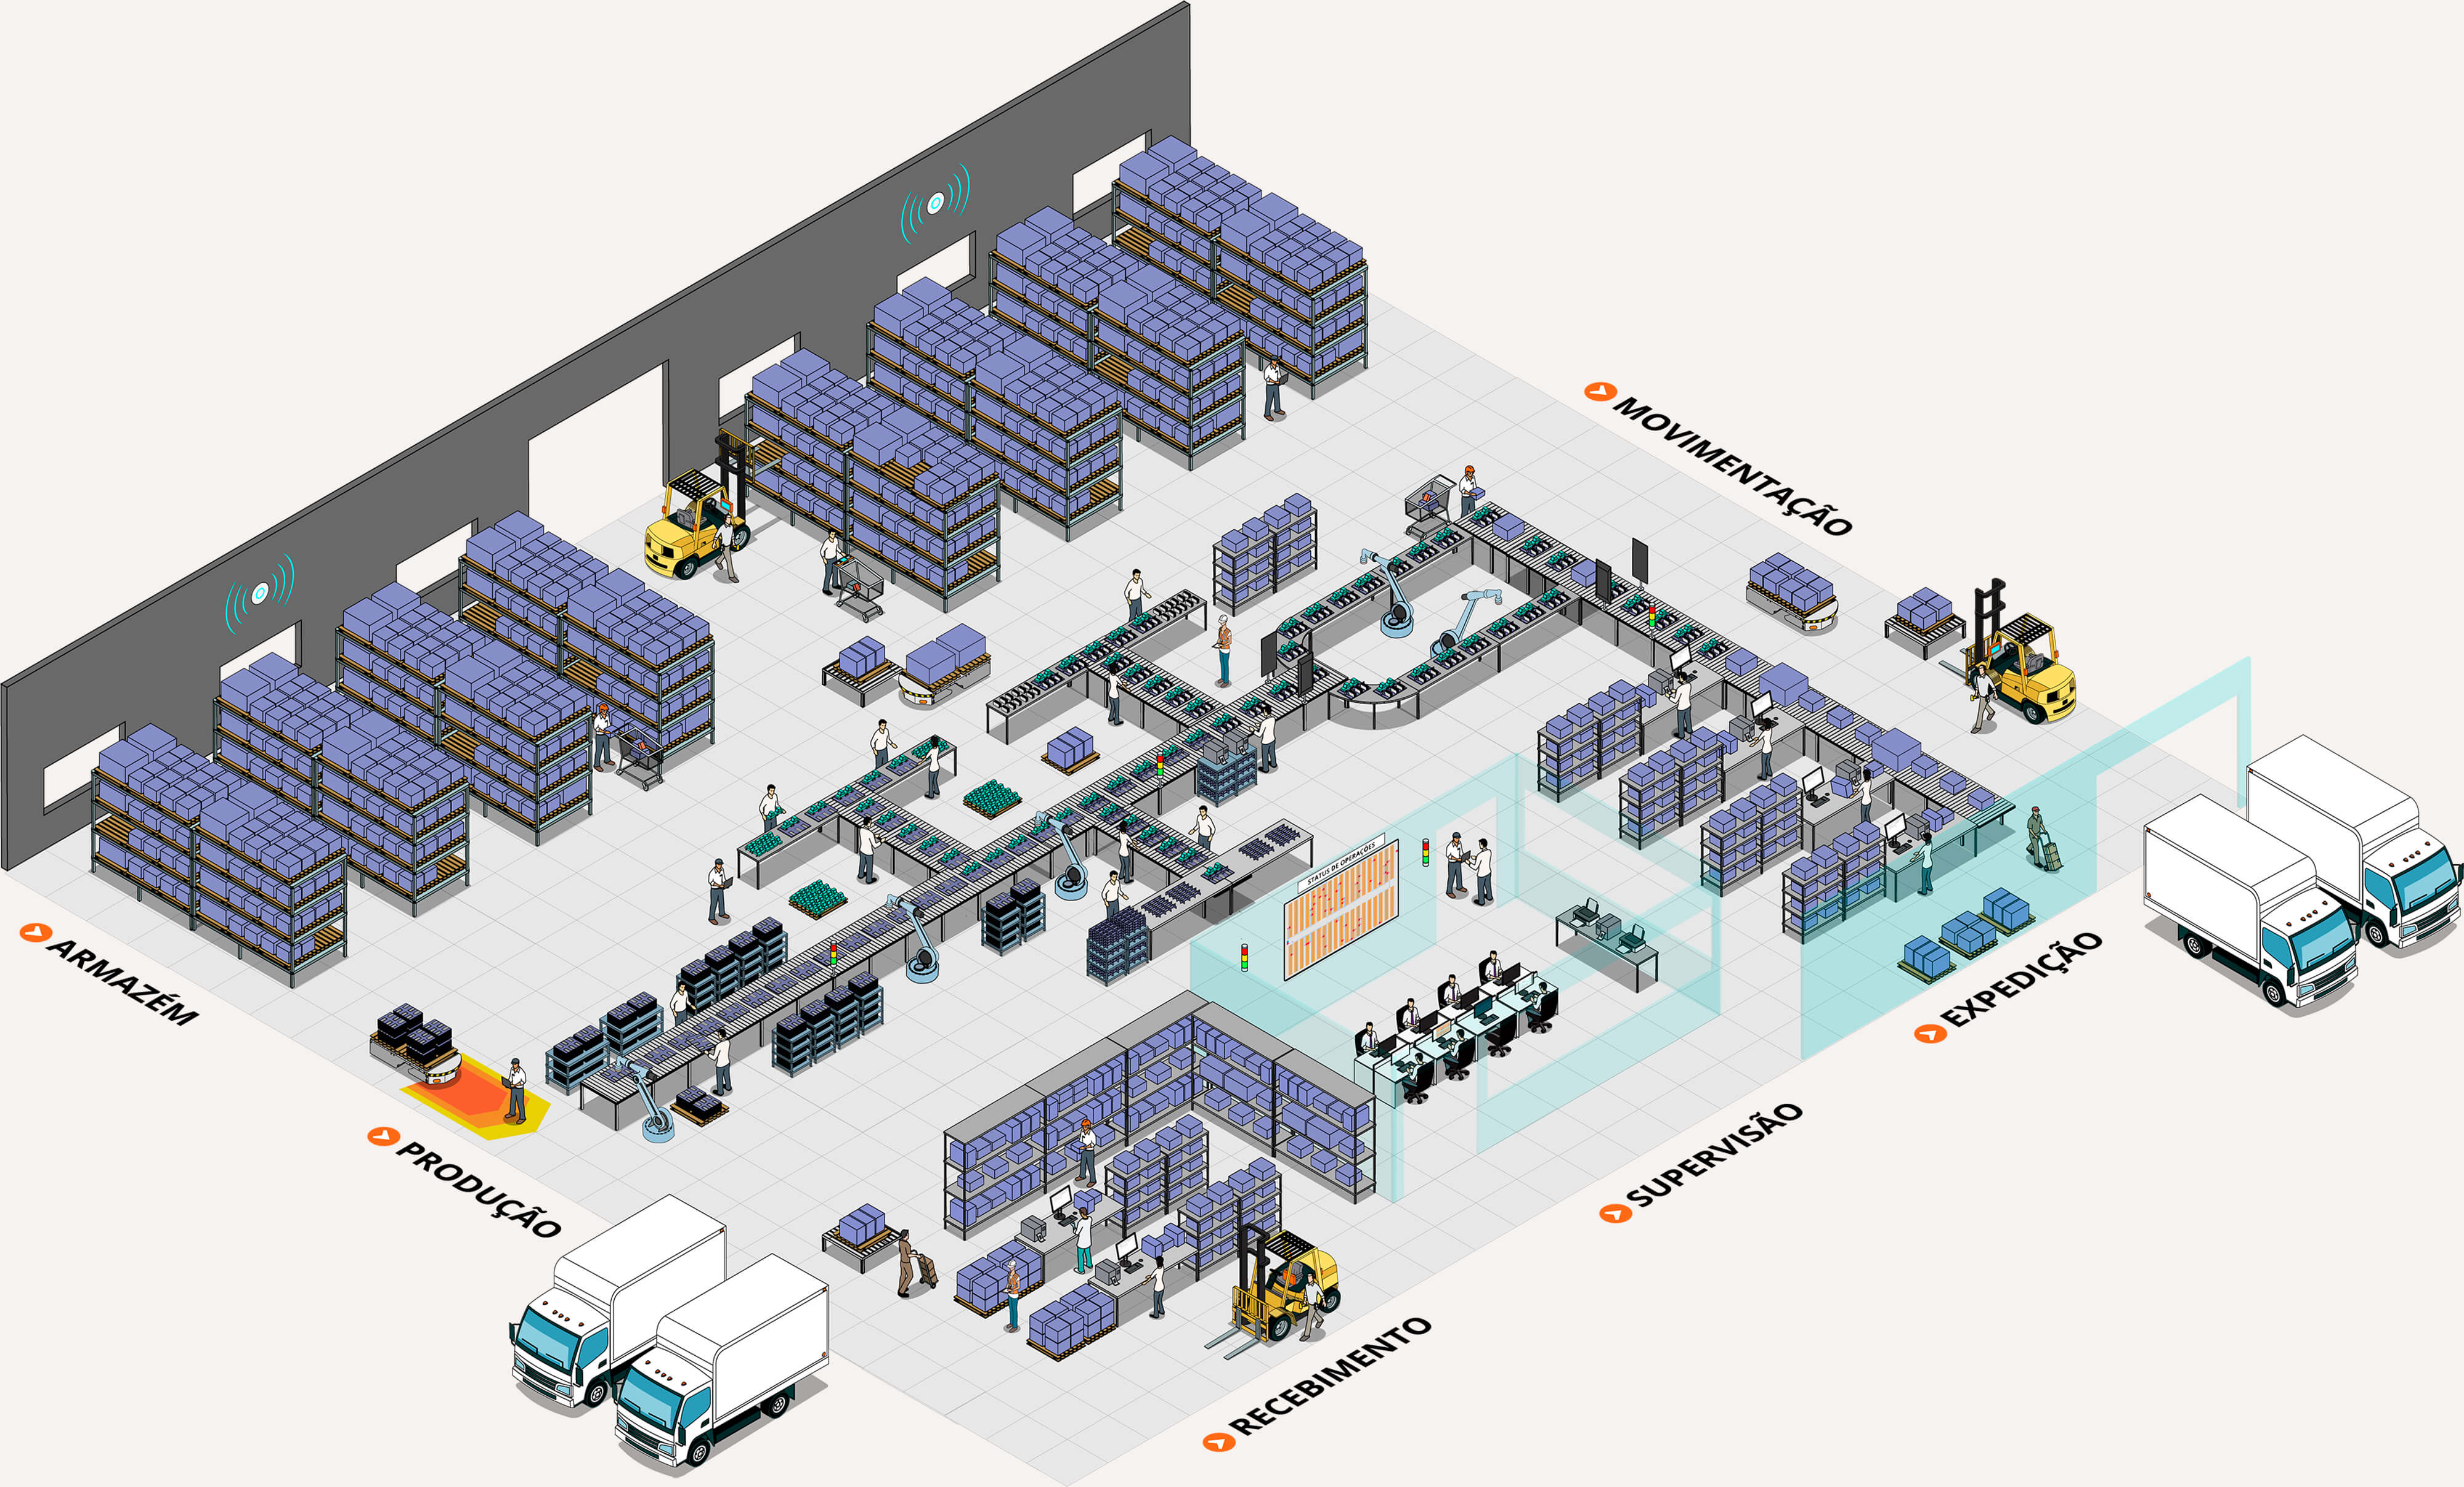 MOVIMENTAÇÃO
STATUS DE OPERAÇÕES
ARMAZÉM
EXPEDIÇÃO
PRODUÇÃO
SUPERVISÃO
RECEBIMENTO